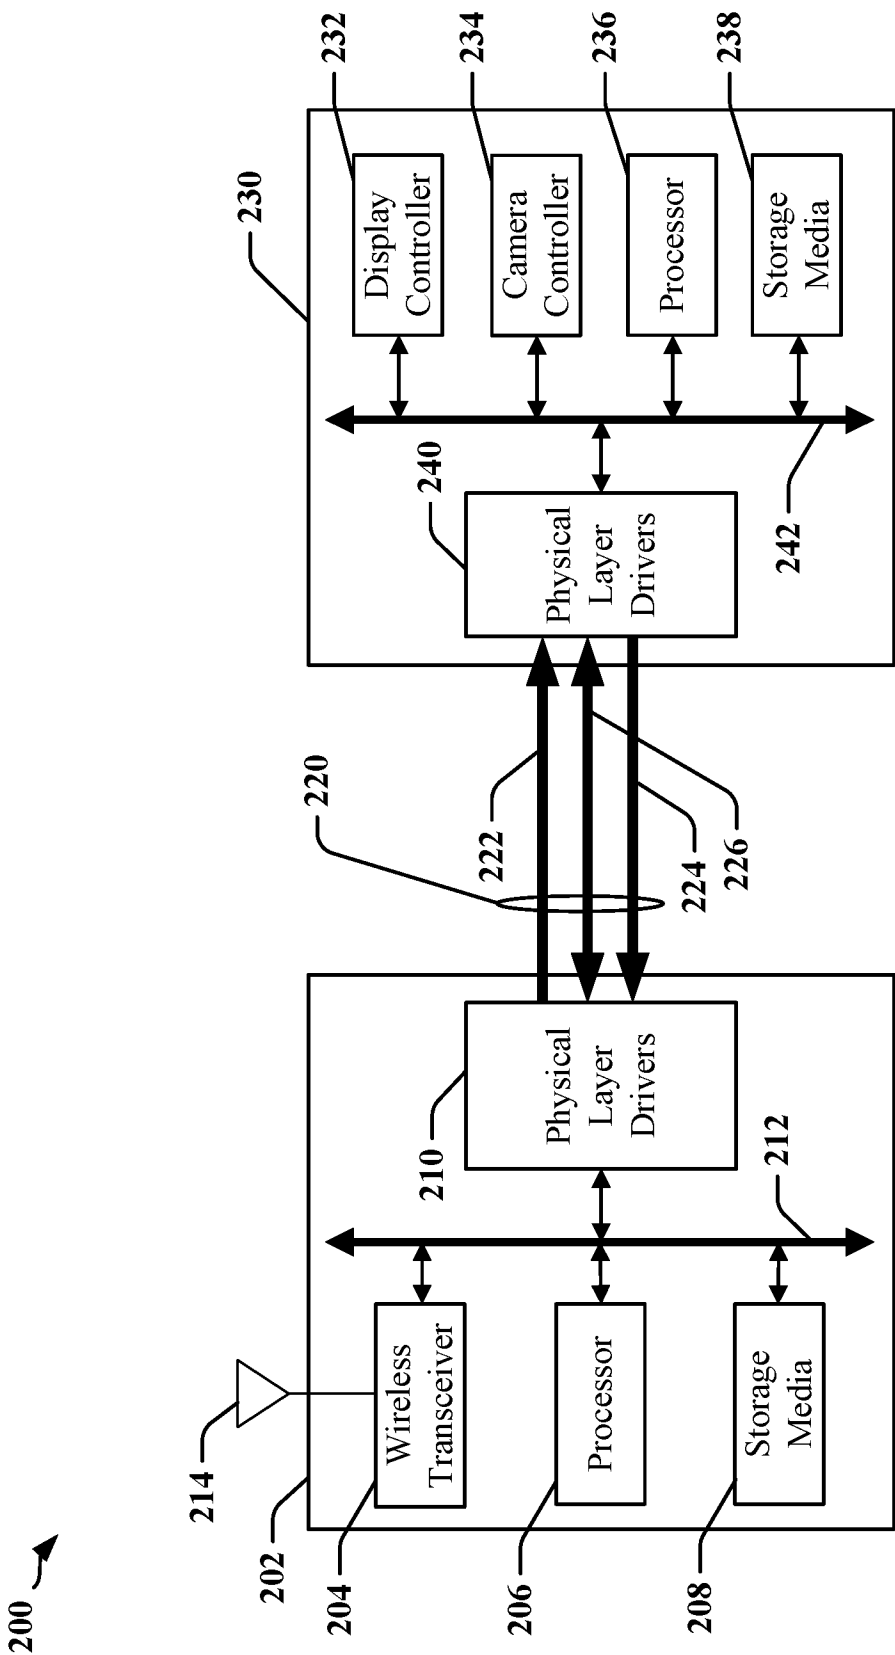 200
214
202
204
Wireless
Transceiver
206
Processor
208
Storage
Media
210
Physical
Layer
Drivers
212
220
222
224
226
230
240
Physical
Layer
Drivers
242
232
Display
Controller
234
Camera
Controller
236
Processor
238
Storage
Media